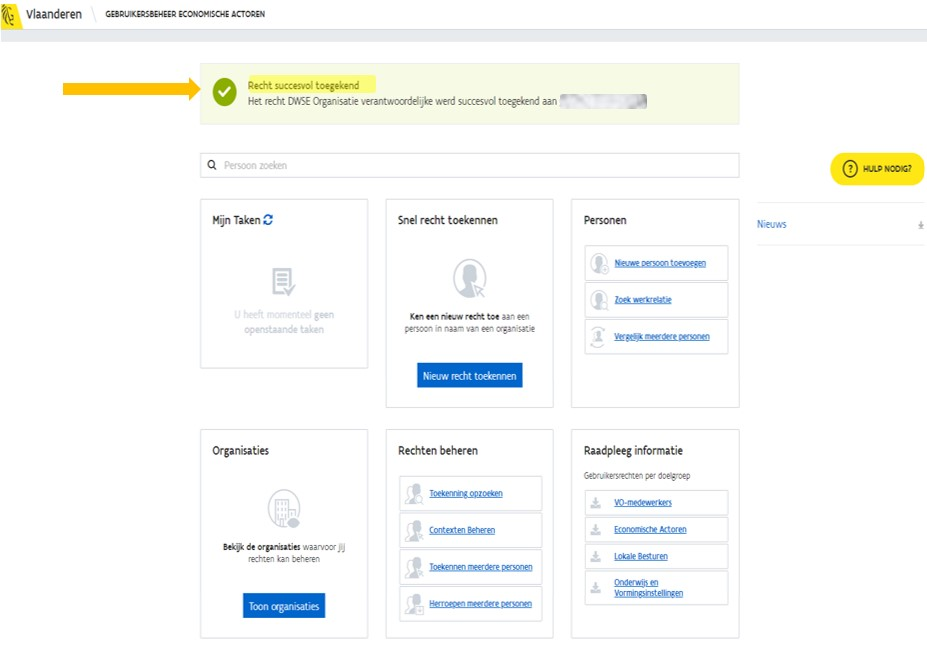 Vlaanderen
GEBRUIKERSBEHEER ECONOMISCHE ACTOREN
Recht succesvol toegekend
Het recht DWSE Organisatie verantwoordelijke werd succesvol toegekend aan
Persoon zoeken
HULP NODIG?
Nieuws
Mijn Taken
U heeft momenteel geen
openstaande taken
Snel recht toekennen
Ken een nieuw recht toe aan een
persoon in naam van een organisatie
Nieuw recht toekennen
Personen
Nieuwe persoon toevoegen
Zoek werkrelatie
Vergelijk meerdere personen
Organisaties
Bekijk de organisaties waarvoor jij
rechten kan beheren
Toon organisaties
Rechten beheren
Toekenning opzoeken
Contexten Beheren
Toekennen meerdere personen
Herroepen meerdere personen
Raadpleeg informatie
Gebruikersrechten per doelgroep
VO-medewerkers
Economische Actoren
Lokale Besturen
Onderwijs en
Vormingsinstellingen